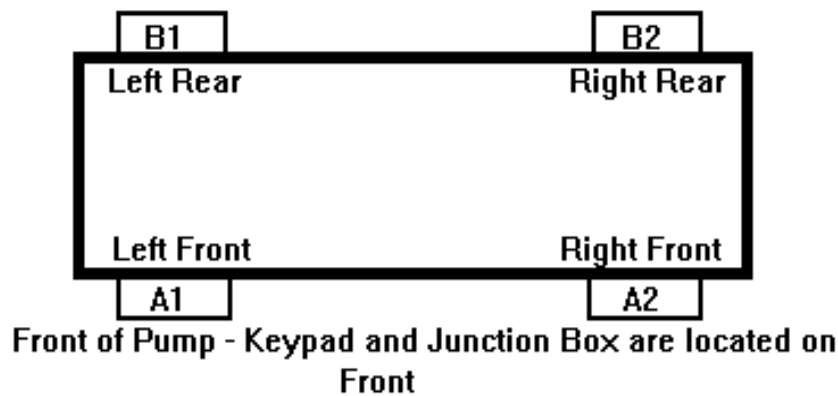 B1 B2
Left Rear Right Rear
Left Front Right Front
A1 A2
Front of Pump - Keypad and Junction Box are located on
Front